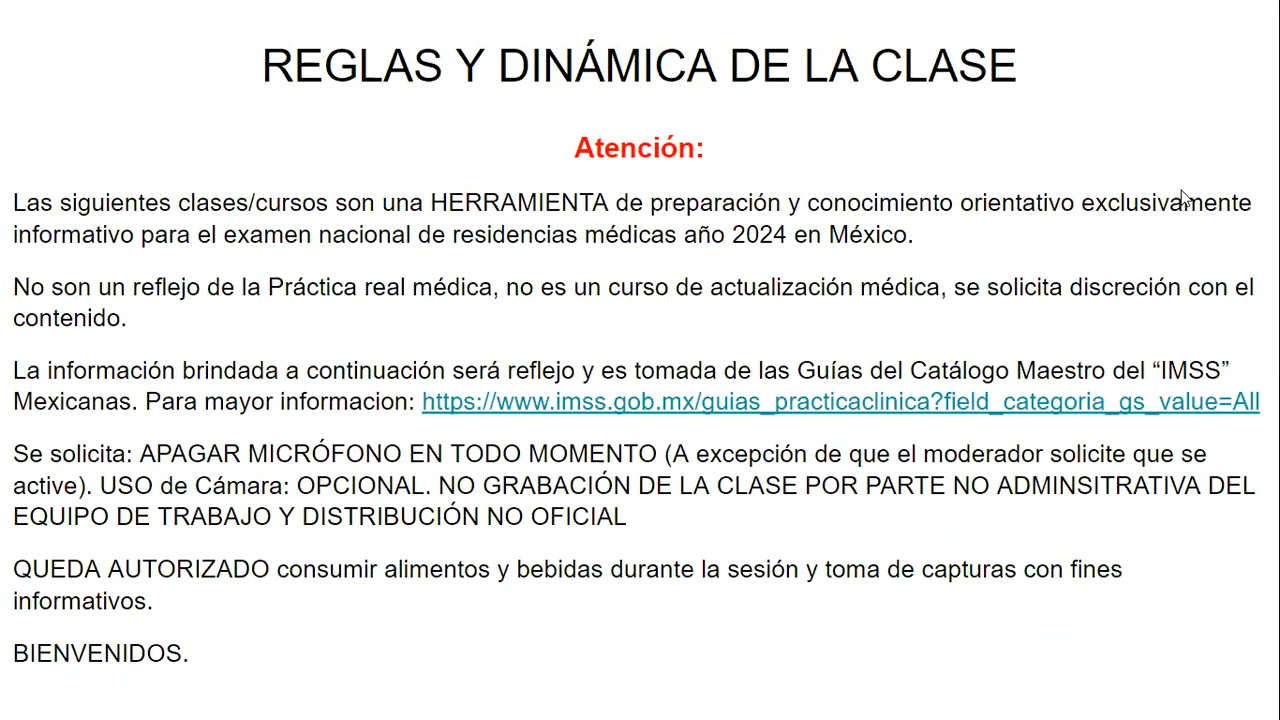 REGLAS Y DINÁMICA DE LA CLASE
Atención:
Las siguientes clases/cursos son una HERRAMIENTA de preparación y conocimiento orientativo exclusivamente
informativo para el examen nacional de residencias médicas año 2024 en México.
No son un reflejo de la Práctica real médica, no es un curso de actualización médica, se solicita discreción con el
contenido.
La información brindada a continuación será reflejo y es tomada de las Guías del Catálogo Maestro del “IMSS”
Mexicanas. Para mayor informacion: https://www.imss.gob.mx/guias_practicaclinica?field_categoria_gs_value=All
Se solicita: APAGAR MICRÓFONO EN TODO MOMENTO (A excepción de que el moderador solicite que se
active). USO de Cámara: OPCIONAL. NO GRABACIÓN DE LA CLASE POR PARTE NO ADMINSITRATIVA DEL
EQUIPO DE TRABAJO Y DISTRIBUCIÓN NO OFICIAL
QUEDA AUTORIZADO consumir alimentos y bebidas durante la sesión y toma de capturas con fines
informativos.
BIENVENIDOS.